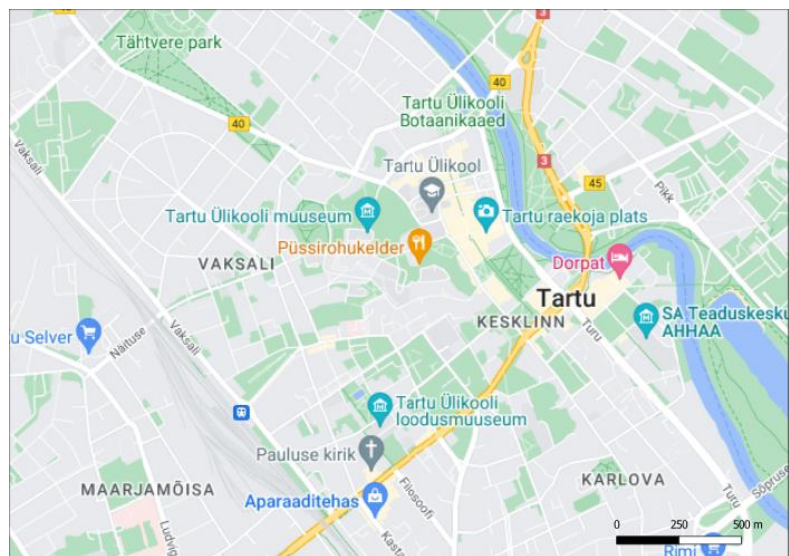 3
Tähtvere park
40
40
Tartu Ülikooli
Botaanikaaed
Vaksali
Tartu Ülikool
3
45
Pikk
Tartu Ülikooli muuseum
Tartu raekoja plats
Püssirohukelder
VAKSALI
Dorpat
Tartu
SA Teaduskesku
AHHAA
KESKLINN
Turu
u Selver
Näituse
Vaksali
Tartu Ülikooli
loodusmuuseum
Pauluse kirik
MAARJAMÕISA
Aparaaditehas
Filosoofi
KARLOVA
Turu
Sõpruse
Ludvig
Kasta
0 250 500 m
Rimi